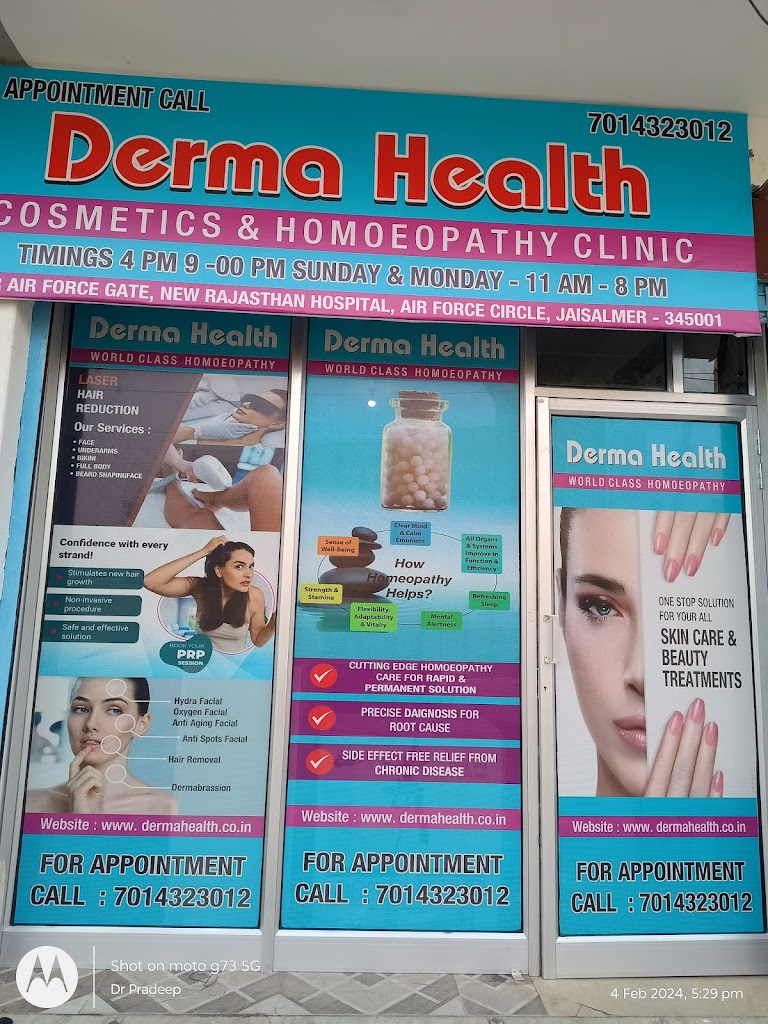 APPOINTMENT CALL
7014323012
Derma Health
COSMETICS & HOMOEOPATHY CLINIC
TIMINGS 4 PM 9 -00 PM SUNDAY & MONDAY - 11 AM - 8 PM
AIR FORCE GATE, NEW RAJASTHAN HOSPITAL, AIR FORCE CIRCLE, JAISALMER - 345001
Derma Health
WORLD CLASS HOMOEOPATHY
LASER
HAIR
REDUCTION
Our Services :
• FACE
• UNDERARMS
• BIKINI
• FULL BODY
• BEARD SHAPINGFACE
Confidence with every
strand!
Stimulates new hair
growth
Non-invasive
procedure
Safe and effective
solution
BOOK YOUR
PRP
SESSION
Hydra Facial
Oxygen Facial
Anti Aging Facial
Anti Spots Facial
Hair Removal
Dermabrassion
Website : www. dermahealth.co.in
FOR APPOINTMENT
CALL : 7014323012
Derma Health
WORLD CLASS HOMOEOPATHY
Clear Mind
& Calm
Emotions
Sense of
Well-Being
All Organs
& Systems
Improve in
Function &
Efficiency
How
Homeopathy
Helps?
Strength &
Stamina
Refreshing
Sleep
Flexibility,
Adaptability
& Vitality
Mental
Alertness
CUTTING EDGE HOMOEOPATHY
CARE FOR RAPID &
PERMANENT SOLUTION
PRECISE DAIGNOSIS FOR
ROOT CAUSE
SIDE EFFECT FREE RELIEF FROM
CHRONIC DISEASE
Website : www. dermahealth.co.in
FOR APPOINTMENT
CALL : 7014323012
Derma Health
WORLD CLASS HOMOEOPATHY
ONE STOP SOLUTION
FOR YOUR ALL
SKIN CARE &
BEAUTY
TREATMENTS
Website : www. dermahealth.co.in
FOR APPOINTMENT
CALL : 7014323012
Shot on moto g73 5G
Dr Pradeep
4 Feb 2024, 5:29 pm